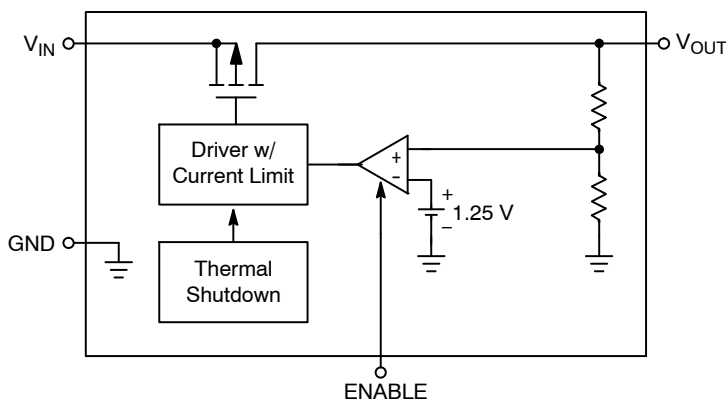 VIN
VOUT
Driver w/
Current Limit
+
−
+
1.25 V
−
GND
Thermal
Shutdown
ENABLE